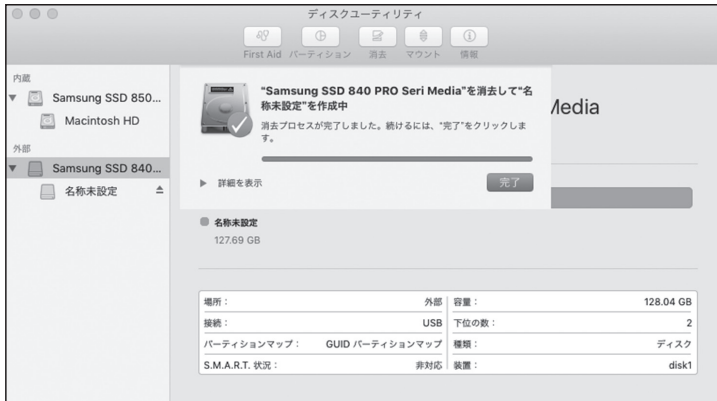 ディスクユーティリティ
First Aid パーティション 消去 マウント 情報
内蔵
Samsung SSD 850...
Macintosh HD
外部
Samsung SSD 840...
名称未設定
"Samsung SSD 840 PRO Seri Media"を消去して"名
称未設定"を作成中
消去プロセスが完了しました。続けるには、"完了"をクリックしま
す。
詳細を表示
完了
Media
名称未設定
127.69 GB
場所： 外部 容量： 128.04 GB
接続： USB 下位の数： 2
パーティションマップ： GUID パーティションマップ 種類： ディスク
S.M.A.R.T. 状況： 非対応 装置： disk1